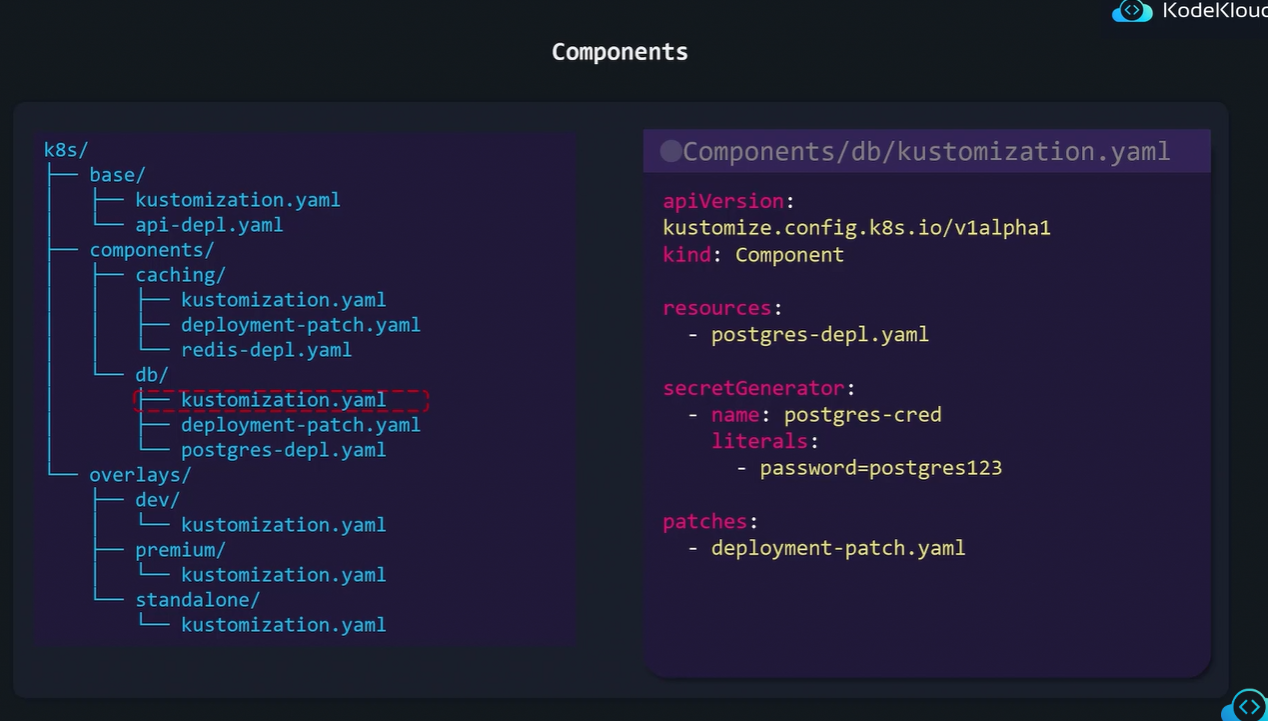 KodeKloud
Components
k8s/
├── base/
│   ├── kustomization.yaml
│   └── api-depl.yaml
├── components/
│   ├── caching/
│   │   ├── kustomization.yaml
│   │   ├── deployment-patch.yaml
│   │   └── redis-depl.yaml
│   └── db/
│       ├── kustomization.yaml
│       ├── deployment-patch.yaml
│       └── postgres-depl.yaml
└── overlays/
    ├── dev/
    │   └── kustomization.yaml
    ├── premium/
    │   └── kustomization.yaml
    └── standalone/
        └── kustomization.yaml
Components/db/kustomization.yaml
apiVersion:
kustomize.config.k8s.io/v1alpha1
kind: Component
resources:
  - postgres-depl.yaml
secretGenerator:
  - name: postgres-cred
    literals:
      - password=postgres123
patches:
  - deployment-patch.yaml